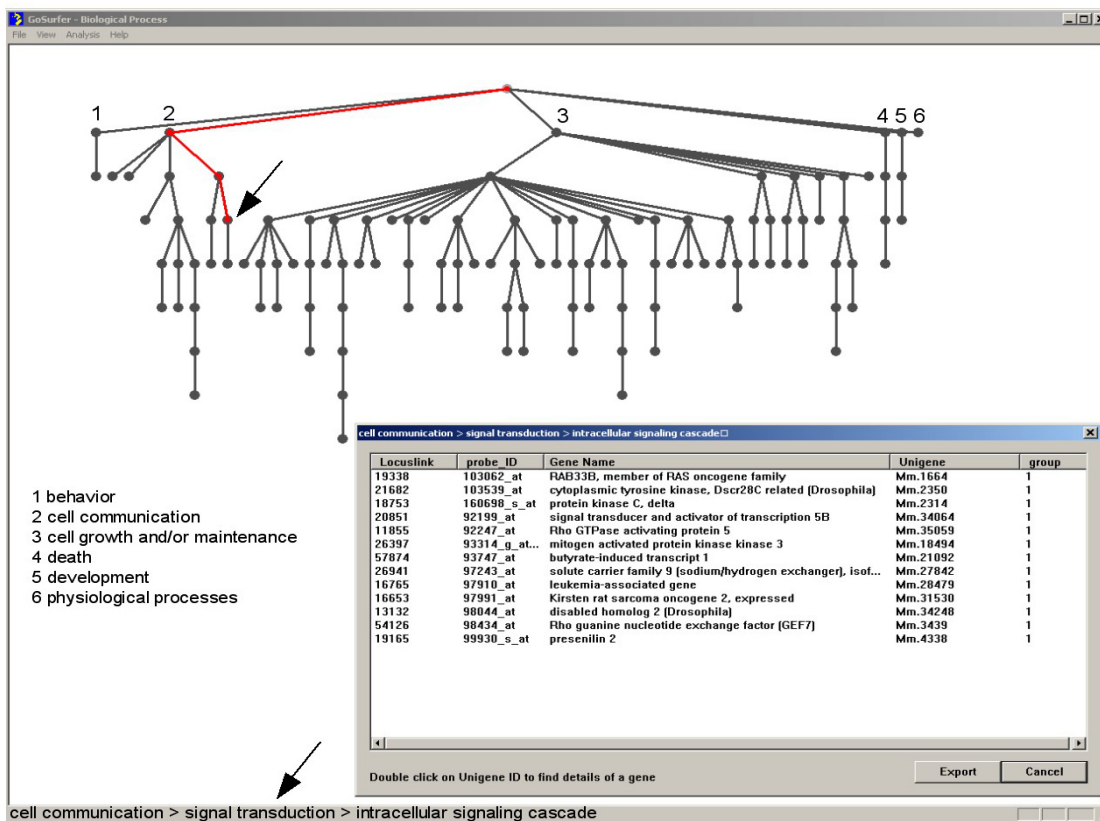 GoSurfer - Biological Process
File View Analysis Help
1 2 3 4 5 6
cell communication > signal transduction > intracellular signaling cascade
Locuslink probe_ID Gene Name Unigene group
19338 103062_at RAB33B, member of RAS oncogene family Mm.1664 1
21682 103539_at cytoplasmic tyrosine kinase, Dscr28C related (Drosophila) Mm.2350 1
18753 160698_s_at protein kinase C, delta Mm.2314 1
20851 92199_at signal transducer and activator of transcription 5B Mm.34064 1
11855 92247_at Rho GTPase activating protein 5 Mm.35059 1
26397 93314_g_at... mitogen activated protein kinase kinase 3 Mm.18494 1
57874 93747_at butyrate-induced transcript 1 Mm.21092 1
26941 97243_at solute carrier family 9 (sodium/hydrogen exchanger), isof... Mm.27842 1
16765 97910_at leukemia-associated gene Mm.28479 1
16653 97991_at Kirsten rat sarcoma oncogene 2, expressed Mm.31530 1
13132 98044_at disabled homolog 2 (Drosophila) Mm.34248 1
54126 98434_at Rho guanine nucleotide exchange factor (GEF7) Mm.3439 1
19165 99930_s_at presenilin 2 Mm.4338 1
1 behavior
2 cell communication
3 cell growth and/or maintenance
4 death
5 development
6 physiological processes
Double click on Unigene ID to find details of a gene
Export Cancel
cell communication > signal transduction > intracellular signaling cascade